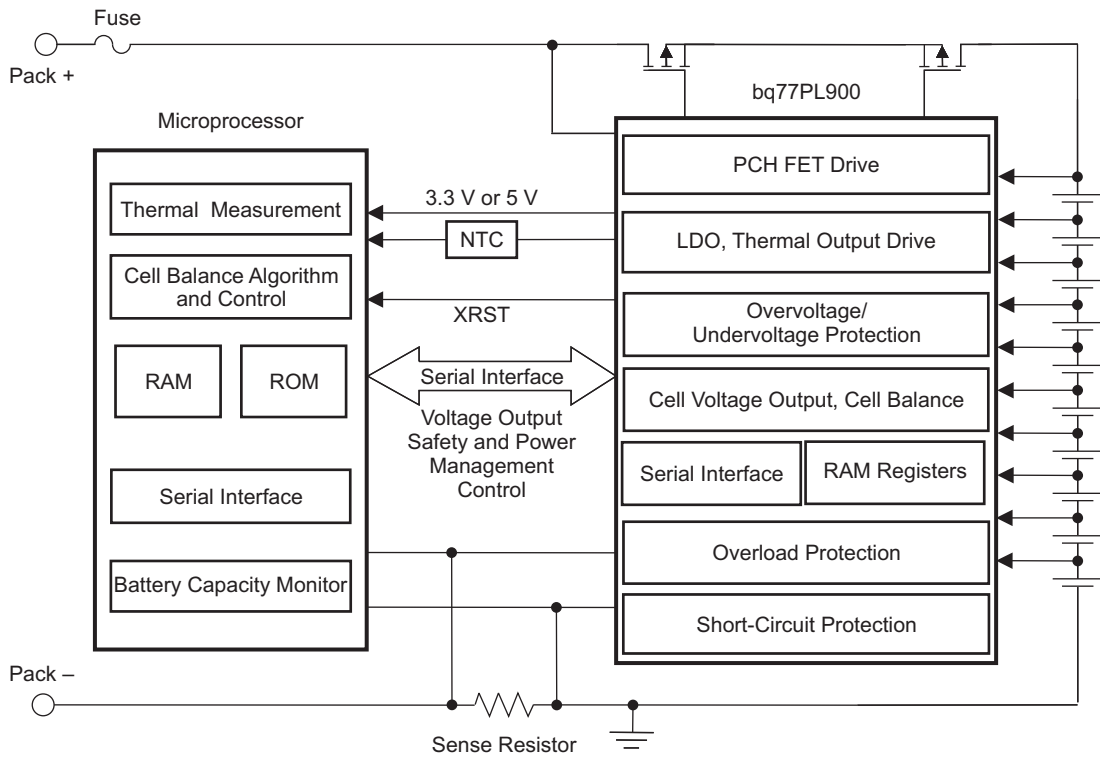 Fuse
Pack +
bq77PL900
Microprocessor
PCH FET Drive
Thermal Measurement
3.3 V or 5 V
NTC
LDO, Thermal Output Drive
Cell Balance Algorithm
and Control
XRST
Overvoltage/
Undervoltage Protection
RAM
ROM
Serial Interface
Cell Voltage Output, Cell Balance
Voltage Output
Safety and Power
Management
Control
Serial Interface
RAM Registers
Serial Interface
Overload Protection
Battery Capacity Monitor
Short-Circuit Protection
Pack –
Sense Resistor